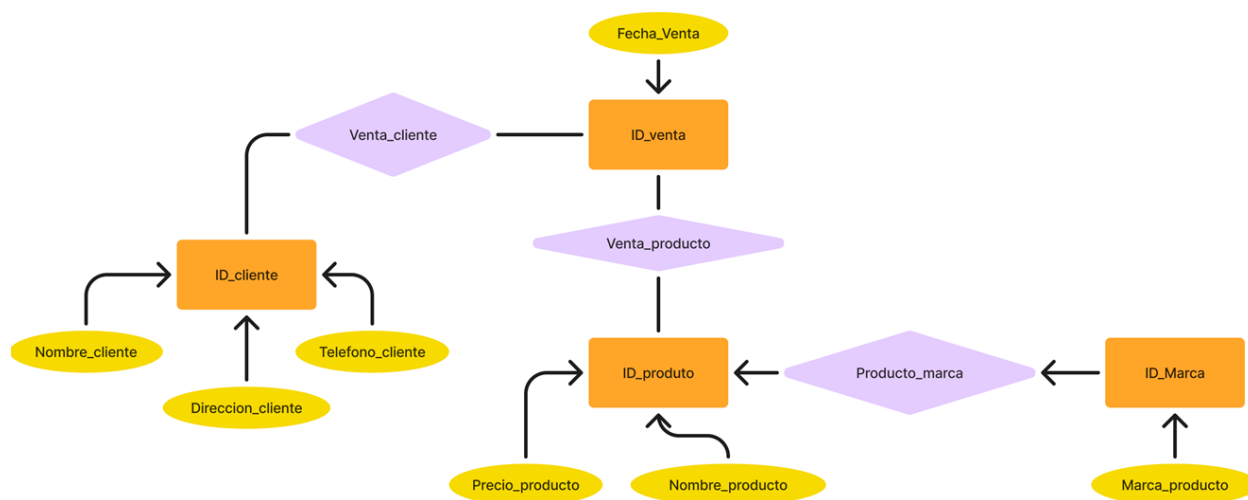 Fecha_Venta
Venta_cliente
ID_venta
Venta_producto
ID_cliente
Nombre_cliente
Telefono_cliente
Direccion_cliente
ID_produto
Producto_marca
ID_Marca
Precio_producto
Nombre_producto
Marca_producto